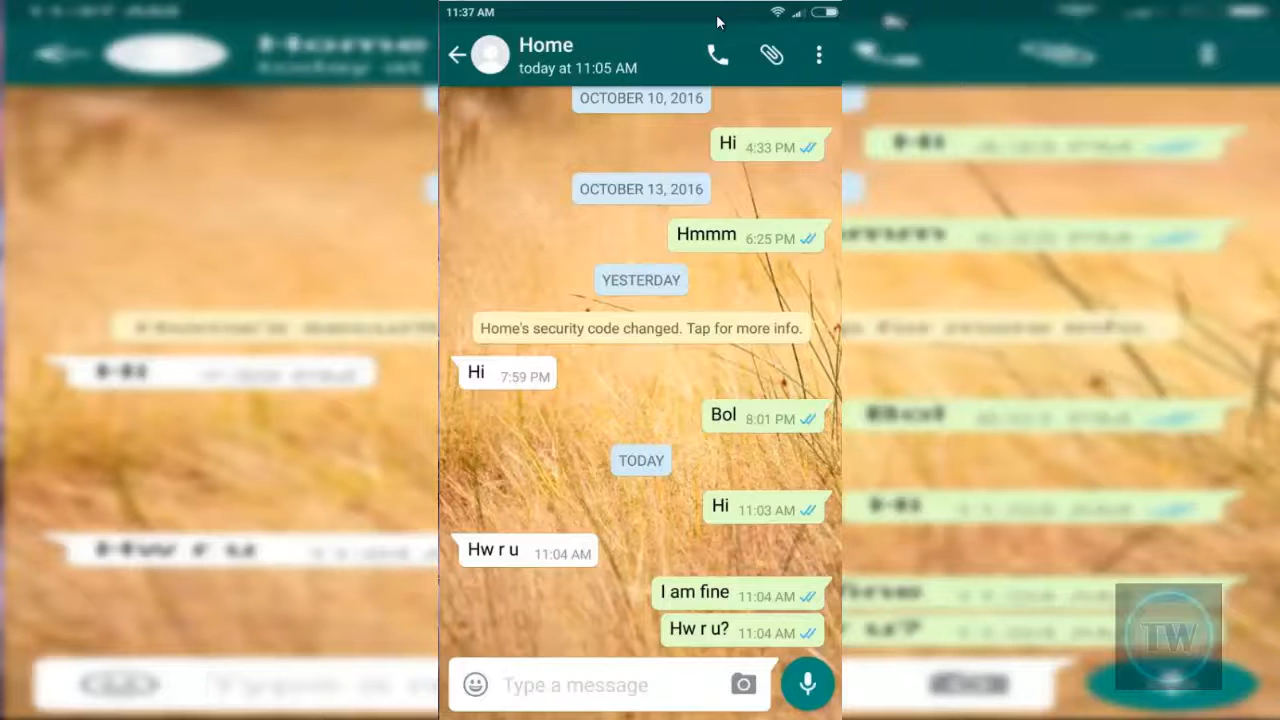 11:37 AM
Home
today at 11:05 AM
OCTOBER 10, 2016
Hi 4:33 PM
OCTOBER 13, 2016
Hmmm 6:25 PM
YESTERDAY
Home's security code changed. Tap for more info.
Hi 7:59 PM
Bol 8:01 PM
TODAY
Hi 11:03 AM
Hw r u 11:04 AM
I am fine 11:04 AM
Hw r u? 11:04 AM
Type a message
TW